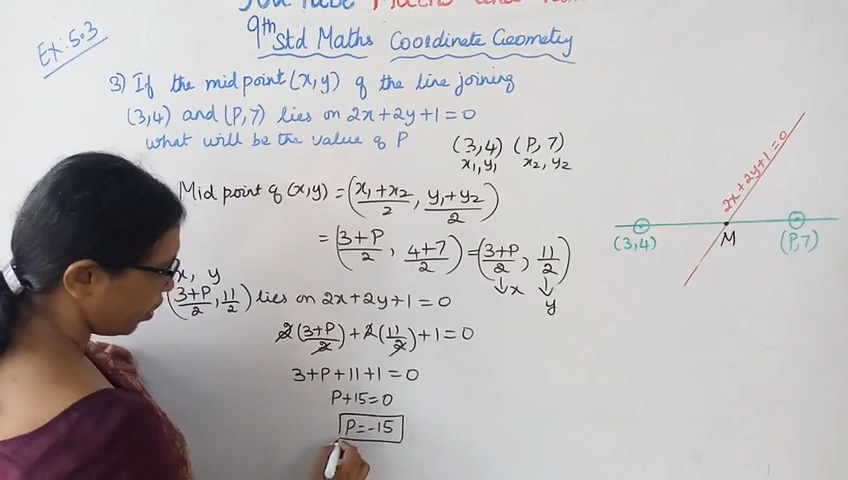 Ex:5.3
9th Std Maths Coordinate Geometry
3) If the midpoint (x,y) of the line joining
(3,4) and (P,7) lies on 2x+2y+1=0
what will be the value of P
(3,4) (P,7)
x₁,y₁ x₂,y₂
Mid point of (x,y) = (x₁+x₂/2, y₁+y₂/2)
= (3+P/2, 4+7/2) = (3+P/2, 11/2)
↓x ↓y
x, y
(3+P/2, 11/2) lies on 2x+2y+1=0
2(3+P/2)+2(11/2)+1=0
3+P+11+1=0
P+15=0
P=-15
2x+2y+1=0
(3,4) M (P,7)